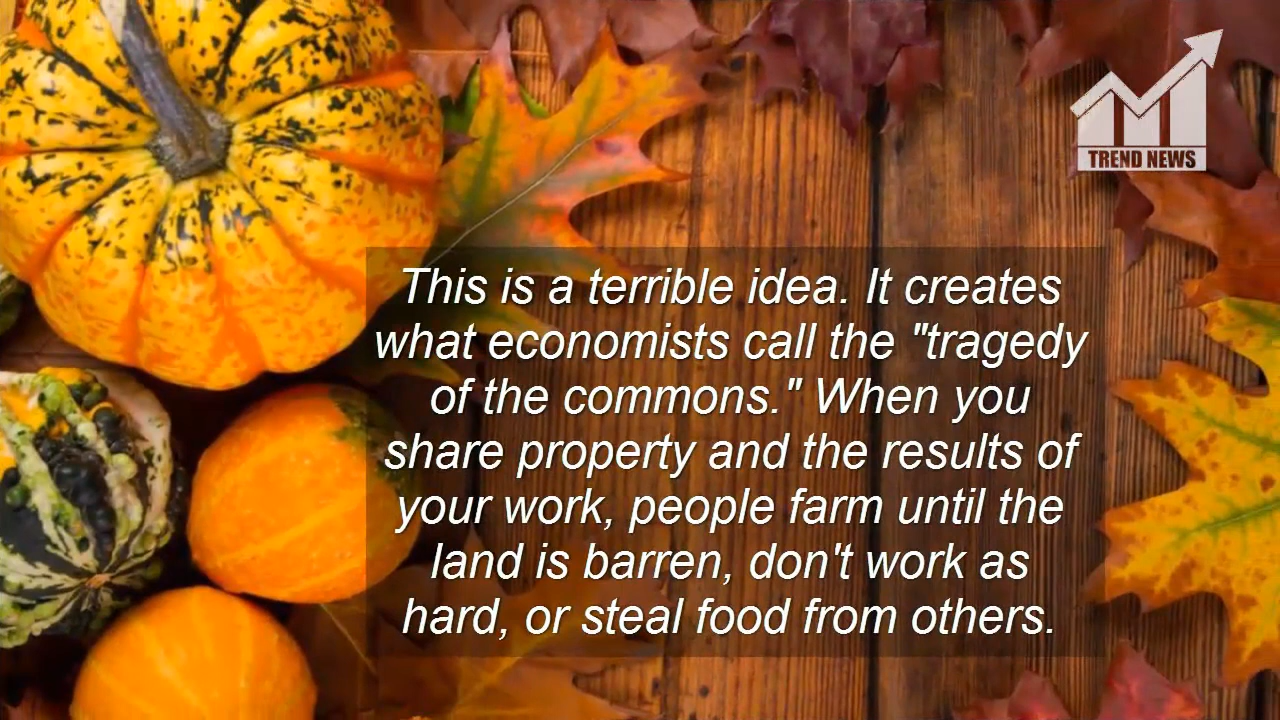 TREND NEWS
This is a terrible idea. It creates
what economists call the "tragedy
of the commons." When you
share property and the results of
your work, people farm until the
land is barren, don't work as
hard, or steal food from others.